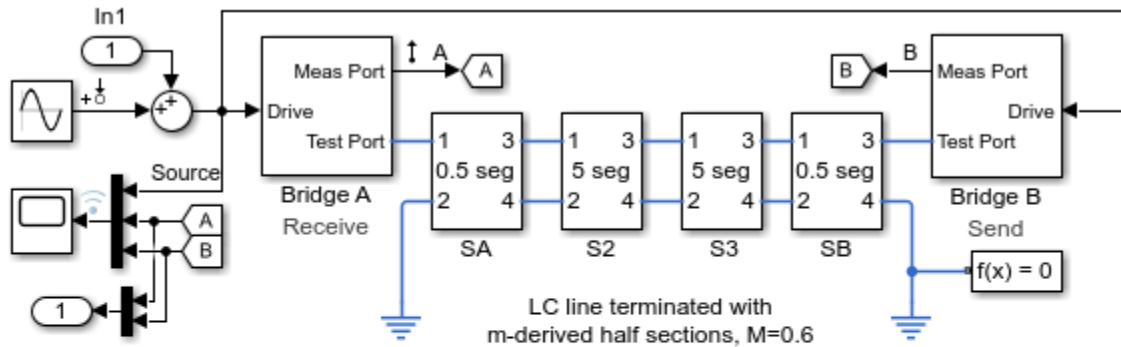 In1
1
+
+
+
Source
Meas Port
Drive
Test Port
Bridge A
Receive
A
A
1 3
0.5 seg
2 4
SA
1 3
5 seg
2 4
S2
1 3
5 seg
2 4
S3
1 3
0.5 seg
2 4
SB
B
B
Meas Port
Drive
Test Port
Bridge B
Send
f(x) = 0
A
B
1
LC line terminated with
m-derived half sections, M=0.6